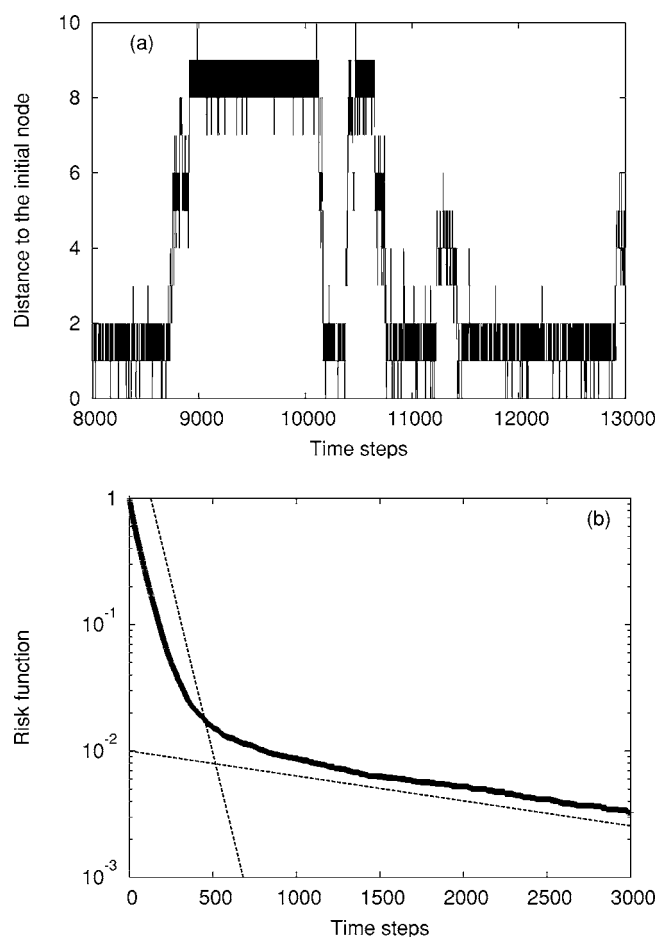 (a)
Distance to the initial node
10
8
6
4
2
0
8000 9000 10000 11000 12000 13000
Time steps
(b)
Risk function
1
10⁻¹
10⁻²
10⁻³
0 500 1000 1500 2000 2500 3000
Time steps